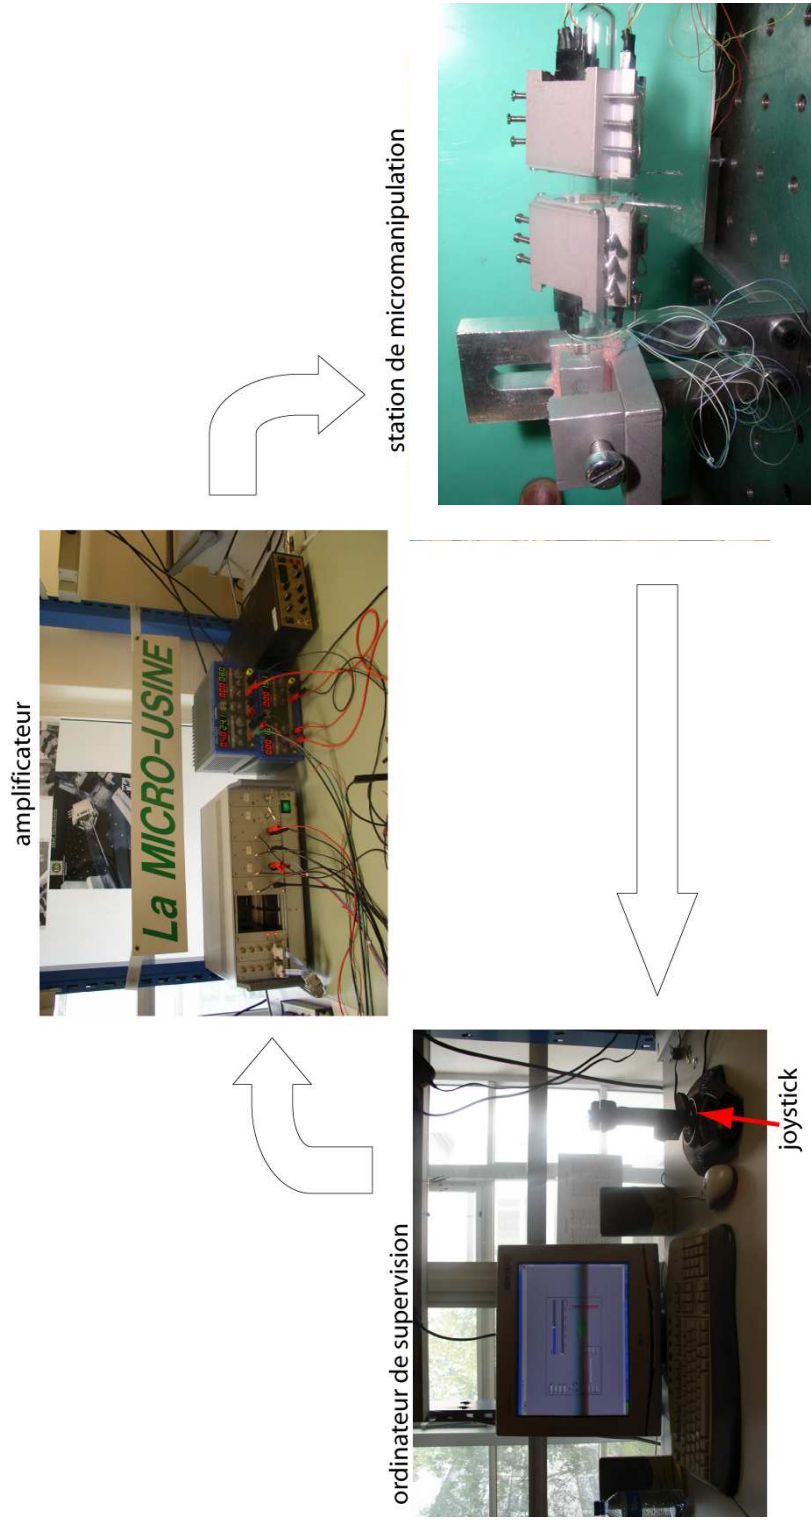 amplificateur
La MICRO-USINE
station de micromanipulation
ordinateur de supervision
joystick